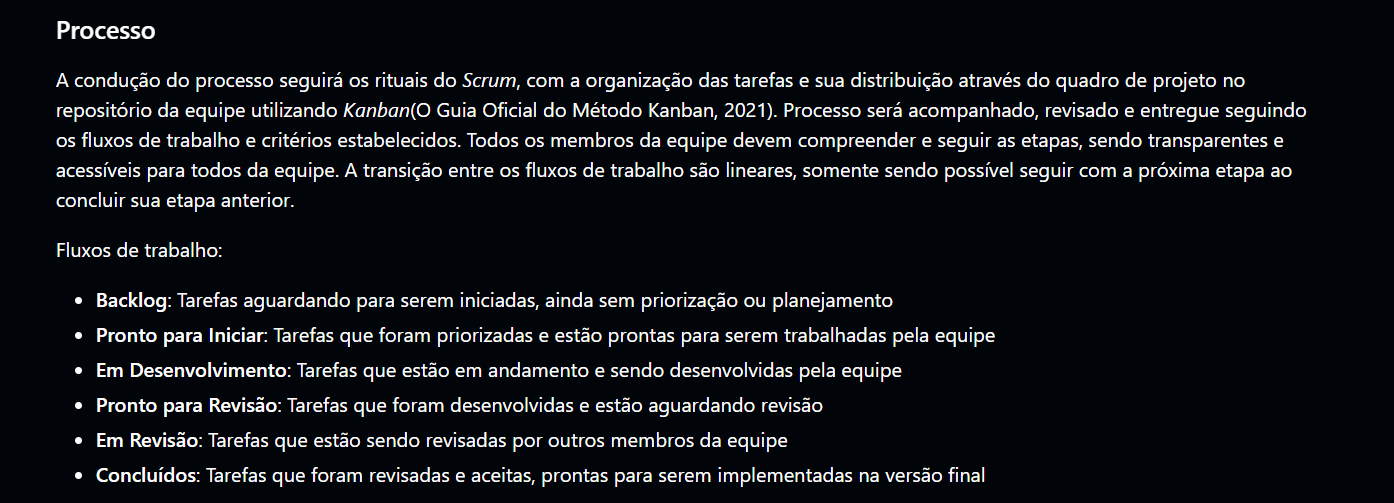 Processo
A condução do processo seguirá os rituais do Scrum, com a organização das tarefas e sua distribuição através do quadro de projeto no
repositório da equipe utilizando Kanban(O Guia Oficial do Método Kanban, 2021). Processo será acompanhado, revisado e entregue seguindo
os fluxos de trabalho e critérios estabelecidos. Todos os membros da equipe devem compreender e seguir as etapas, sendo transparentes e
acessíveis para todos da equipe. A transição entre os fluxos de trabalho são lineares, somente sendo possível seguir com a próxima etapa ao
concluir sua etapa anterior.
Fluxos de trabalho:
• Backlog: Tarefas aguardando para serem iniciadas, ainda sem priorização ou planejamento
• Pronto para Iniciar: Tarefas que foram priorizadas e estão prontas para serem trabalhadas pela equipe
• Em Desenvolvimento: Tarefas que estão em andamento e sendo desenvolvidas pela equipe
• Pronto para Revisão: Tarefas que foram desenvolvidas e estão aguardando revisão
• Em Revisão: Tarefas que estão sendo revisadas por outros membros da equipe
• Concluídos: Tarefas que foram revisadas e aceitas, prontas para serem implementadas na versão final